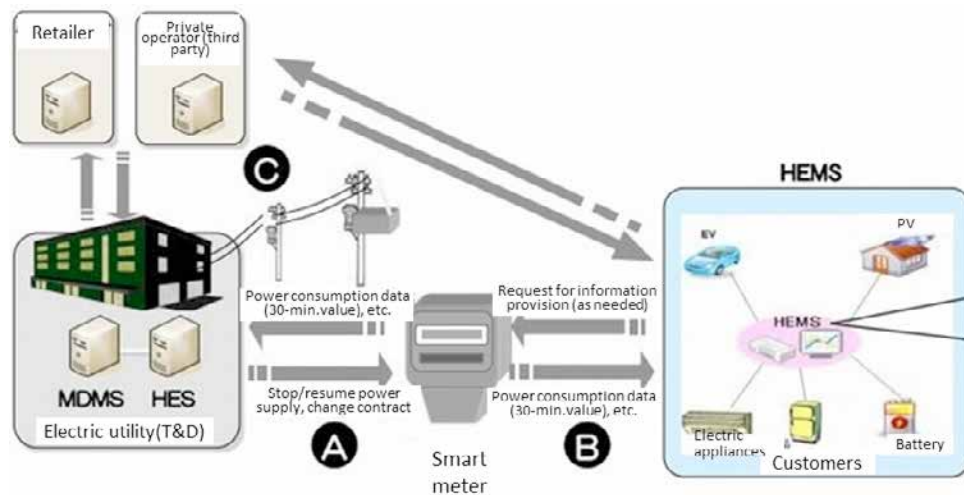 Retailer
Private
operator(third
party)
C
HEMS
EV
PV
Power consumption data
(30-min.value), etc.
Request for information
provision (as needed)
HEMS
MDMS HES
Stop/resume power
supply, change contract
Power consumption data
(30-min.value), etc.
Electric utility(T&D)
A
B
Electric
appliances
&
Battery
Customers
Smart
meter